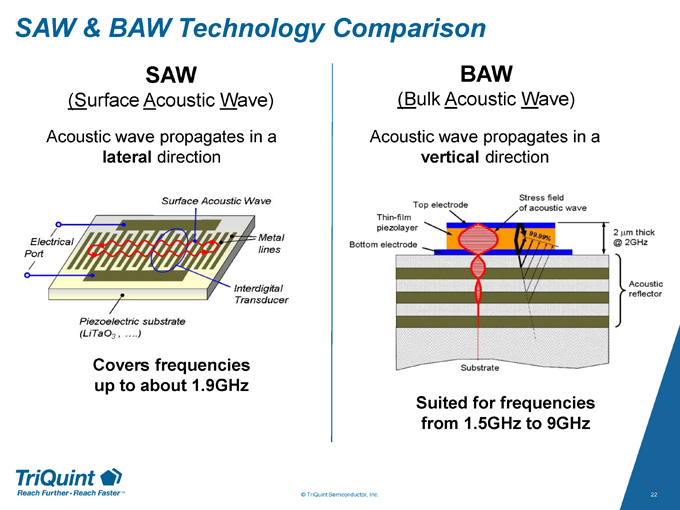 SAW & BAW Technology Comparison
SAW
(Surface Acoustic Wave)
Acoustic wave propagates in a
lateral direction
Surface Acoustic Wave
Electrical
Port
Metal
lines
Interdigital
Transducer
Piezoelectric substrate
(LiTaO3 , ….)
Covers frequencies
up to about 1.9GHz
BAW
(Bulk Acoustic Wave)
Acoustic wave propagates in a
vertical direction
Top electrode
Stress field
of acoustic wave
Thin-film
piezolayer
Bottom electrode
99.99%
2 μm thick
@ 2GHz
Acoustic
reflector
Substrate
Suited for frequencies
from 1.5GHz to 9GHz
TriQuint
Reach Further • Reach Faster™
© TriQuint Semiconductor, Inc.
22